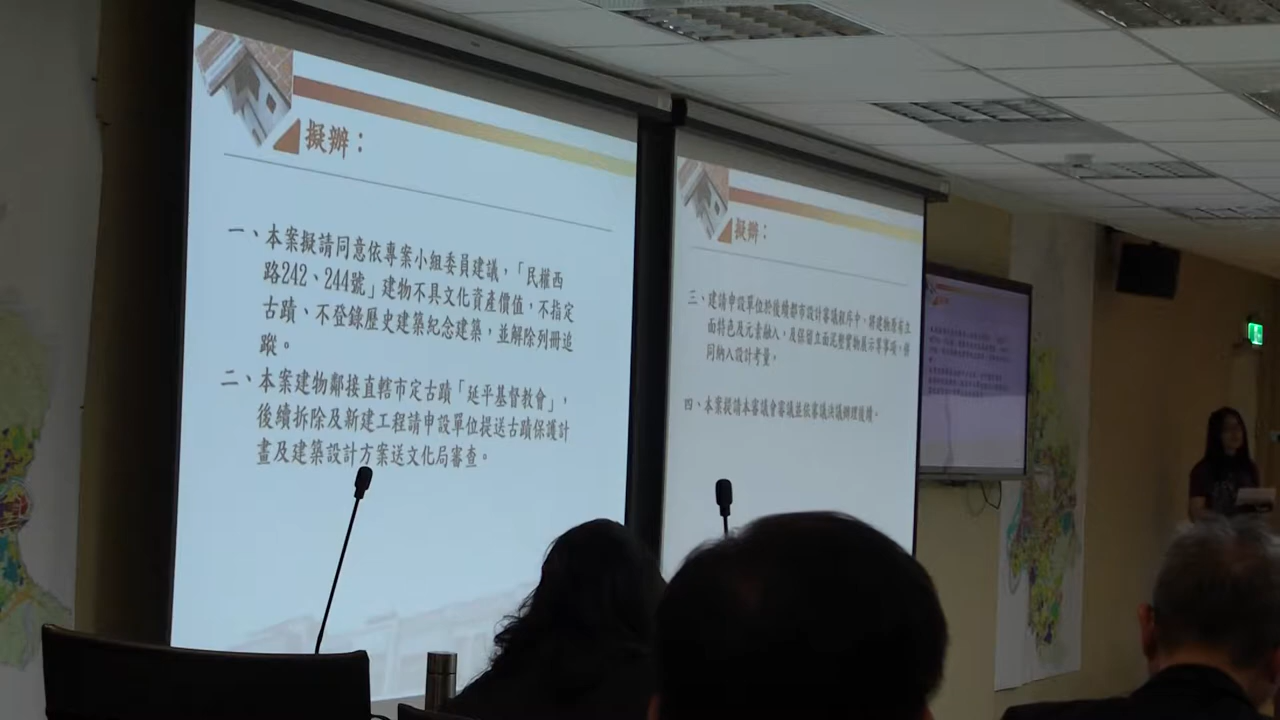 擬辦：
一、本案擬請同意依專案小組委員建議，「民權西
路242、244號」建物不具文化資產價值，不指定
古蹟、不登錄歷史建築紀念建築，並解除列冊追
蹤。
二、本案建物鄰接直轄市定古蹟「延平基督教會」，
後續拆除及新建工程請申設單位提送古蹟保護計
畫及建築設計方案送文化局審查。
擬辦：
三、建請申設單位於後續都市設計審議程序中，將建物原有立
面特色及元素融入，及保留立面泥塑實物展示等事項，併
同納入設計考量。
四、本案擬請本審議會審議並依審議決議辦理後續。